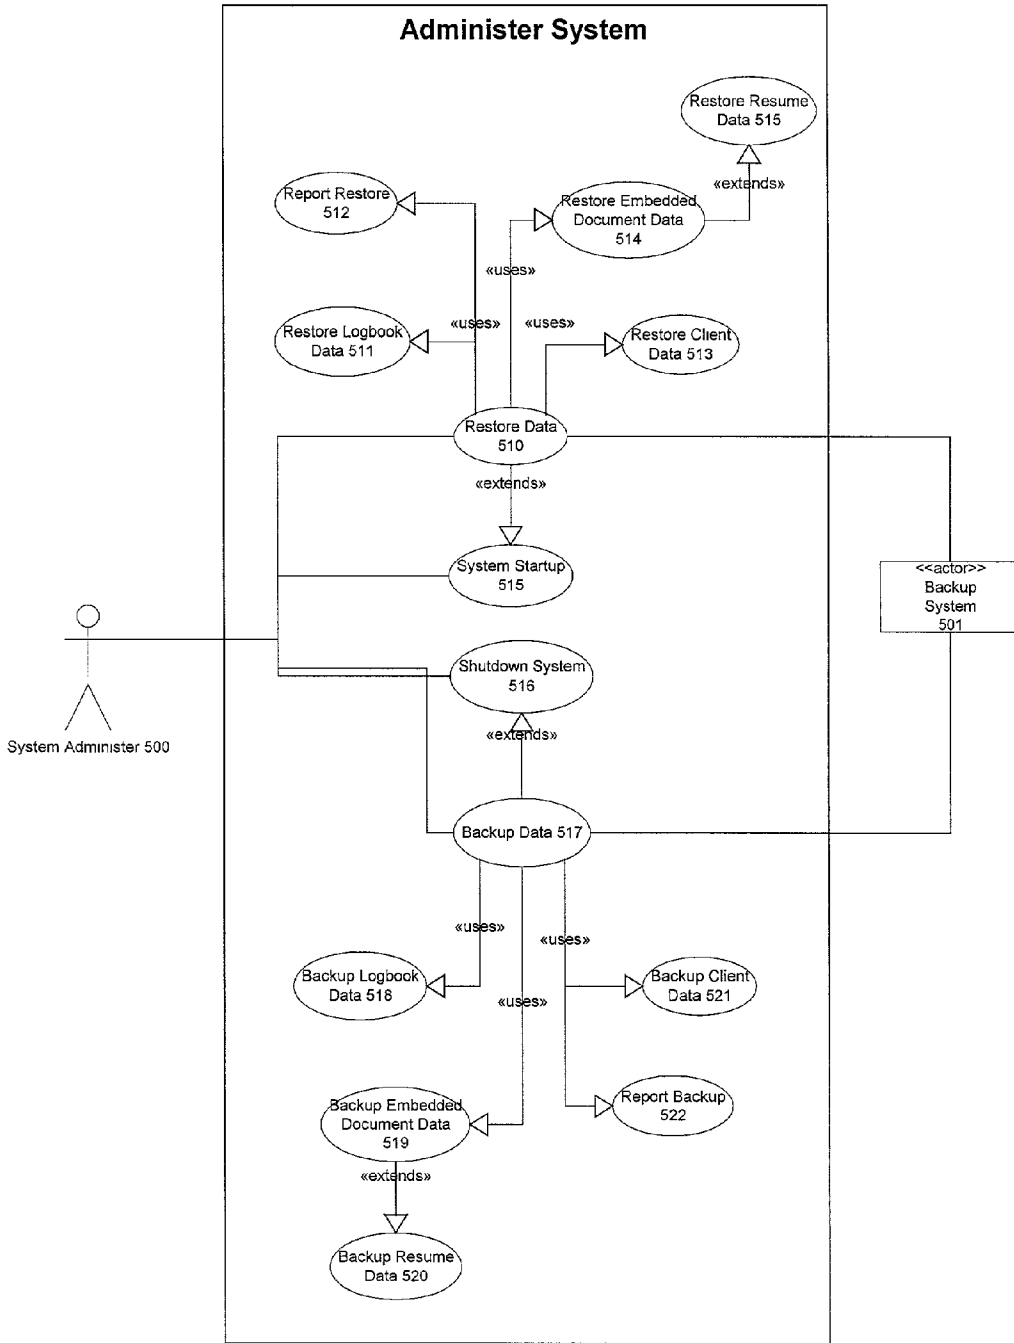 Administer System
Restore Resume
Data 515
«extends»
Report Restore
512
Restore Embedded
Document Data
514
«uses»
«uses»
«uses»
Restore Logbook
Data 511
Restore Client
Data 513
Restore Data
510
«extends»
System Startup
515
<<actor>>
Backup
System
501
Shutdown System
516
«extends»
System Administer 500
Backup Data 517
«uses»
«uses»
Backup Logbook
Data 518
«uses»
Backup Client
Data 521
Backup Embedded
Document Data
519
Report Backup
522
«extends»
Backup Resume
Data 520